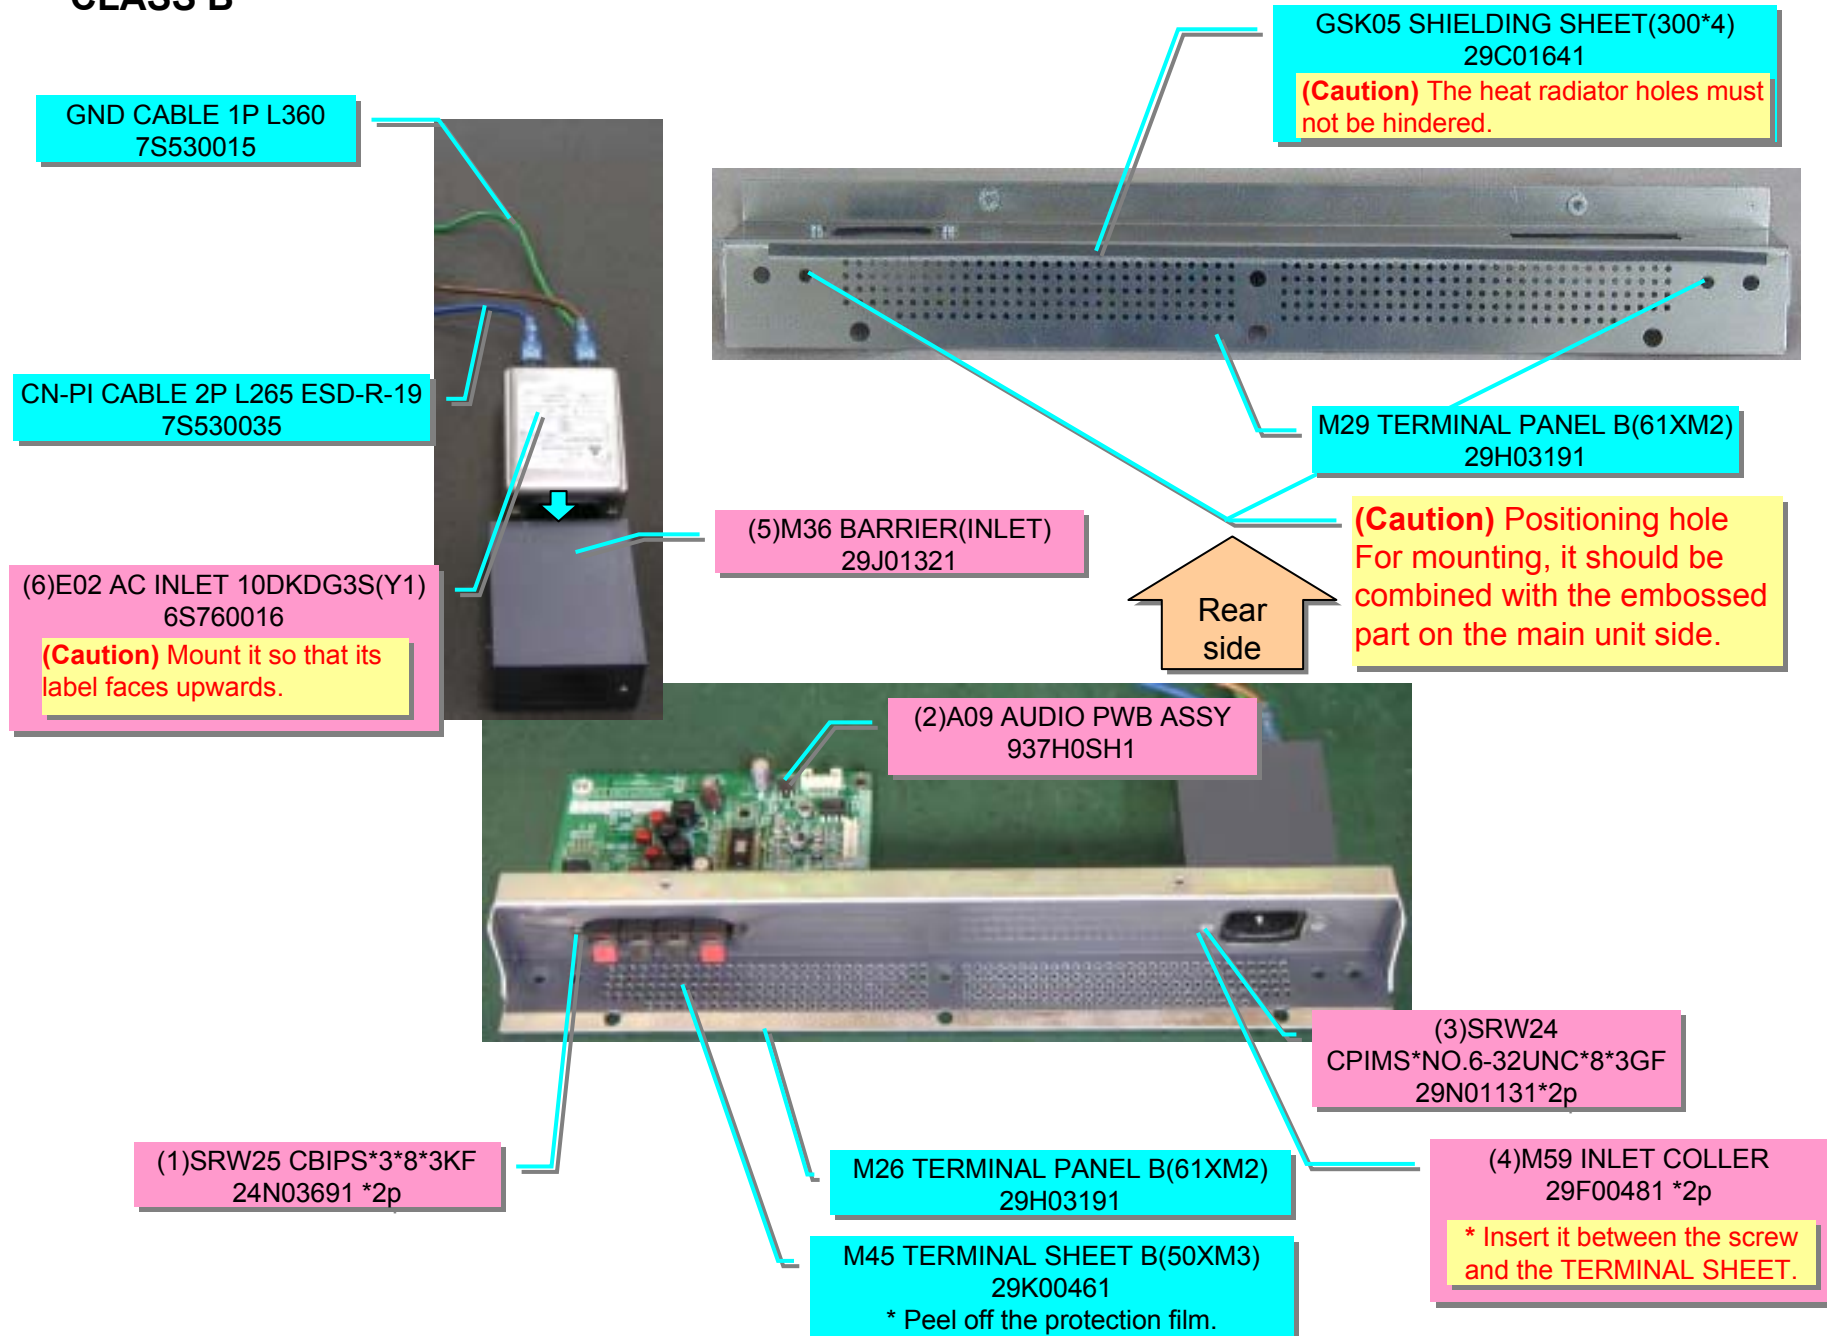 CLASS B
GSK05 SHIELDING SHEET(300*4)
29C01641
(Caution) The heat radiator holes must
not be hindered.
GND CABLE 1P L360
7S530015
CN-PI CABLE 2P L265 ESD-R-19
7S530035
M29 TERMINAL PANEL B(61XM2)
29H03191
(5)M36 BARRIER(INLET)
29J01321
(Caution) Positioning hole
For mounting, it should be
combined with the embossed
part on the main unit side.
Rear
side
(6)E02 AC INLET 10DKDG3S(Y1)
6S760016
(Caution) Mount it so that its
label faces upwards.
(2)A09 AUDIO PWB ASSY
937H0SH1
(3)SRW24
CPIMS*NO.6-32UNC*8*3GF
29N01131*2p
(1)SRW25 CBIPS*3*8*3KF
24N03691 *2p
M26 TERMINAL PANEL B(61XM2)
29H03191
(4)M59 INLET COLLER
29F00481 *2p
* Insert it between the screw
and the TERMINAL SHEET.
M45 TERMINAL SHEET B(50XM3)
29K00461
* Peel off the protection film.